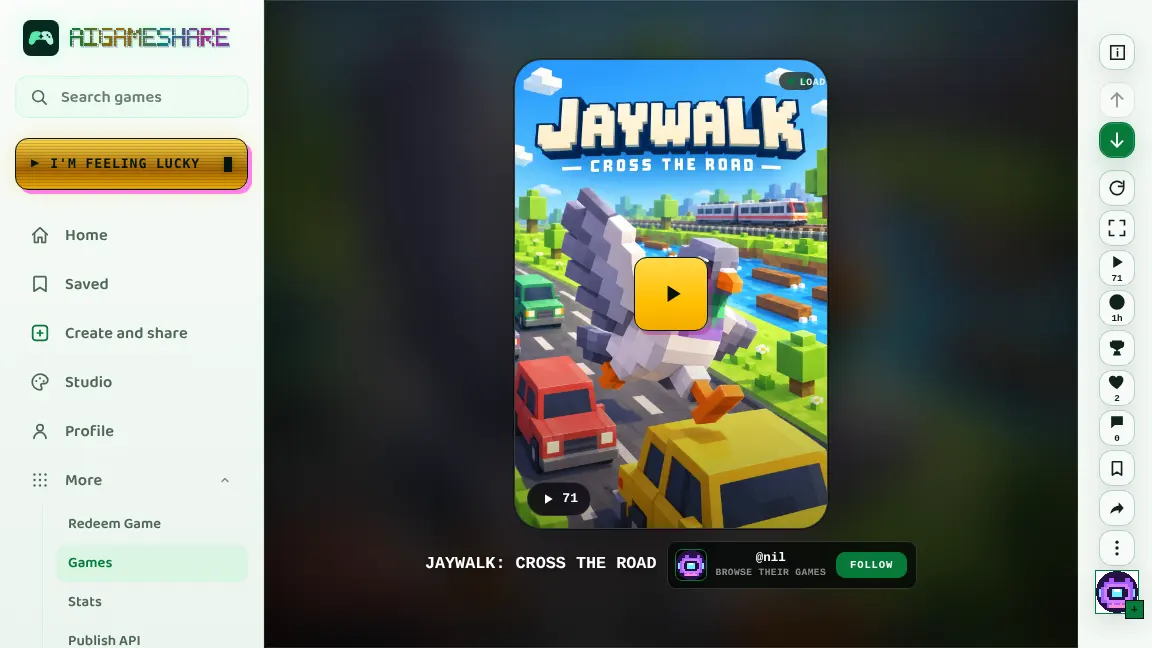 AIGAMESHARE
Search games
I'M FEELING LUCKY
Home
Saved
Create and share
Studio
Profile
More
Redeem Game
Games
Stats
Publish API
LOAD
JAYWALK
CROSS THE ROAD
71
JAYWALK: CROSS THE ROAD
@nil
BROWSE THEIR GAMES
FOLLOW
71
1h
2
0